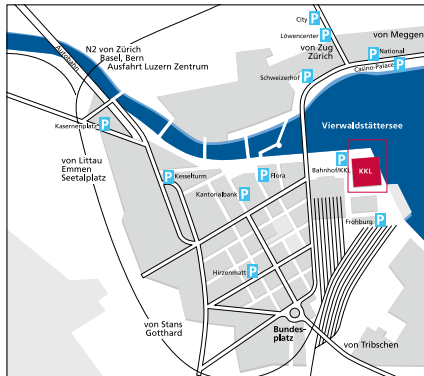 City
Löwencenter
von Meggen
von Zug
Zürich
National
Casino-Palace
Schweizerhof
N2 von Zürich
Basel, Bern
Ausfahrt Luzern Zentrum
Autobahn
Kasernenplatz
Vierwaldstättersee
von Littau
Emmen
Seetalplatz
Kesselturm
Flora
Bahnhof/KKL
KKL
Kantonalbank
Fröhburg
Hirzenmatt
von Stans
Gotthard
Bundes-
platz
von Tribschen
P
P
P
P
P
P
P
P
P
P
P
P